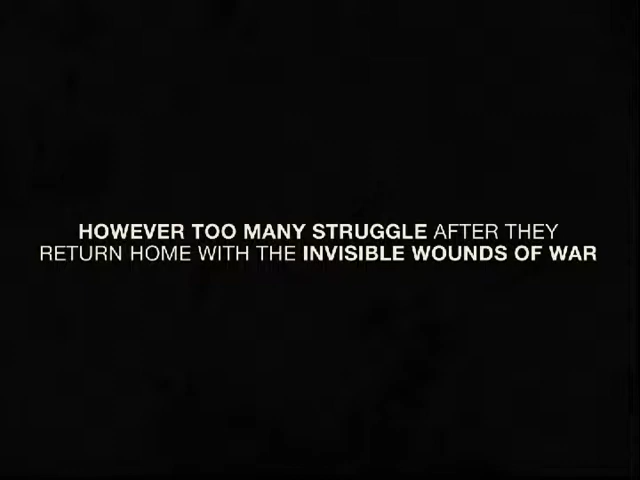 HOWEVER TOO MANY STRUGGLE AFTER THEY
RETURN HOME WITH THE INVISIBLE WOUNDS OF WAR